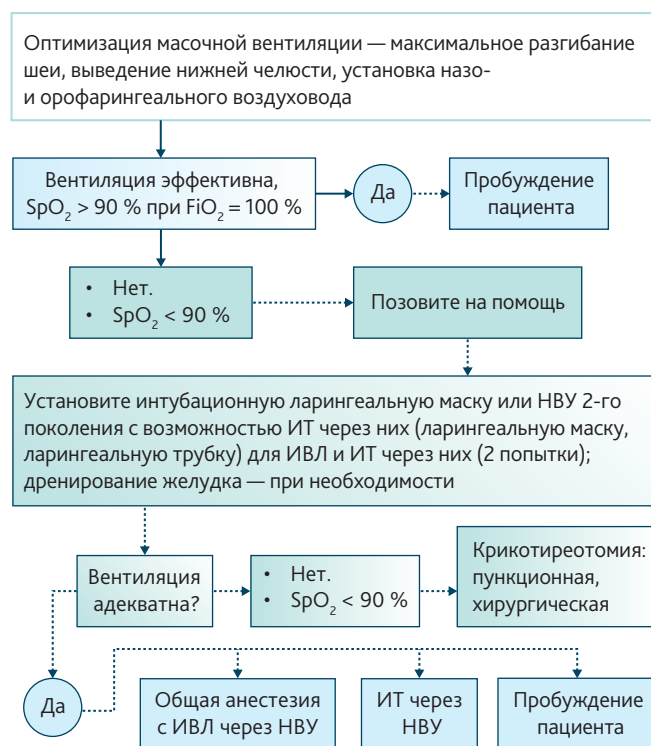 Оптимизация масочной вентиляции — максимальное разгибание
шеи, выведение нижней челюсти, установка назо-
и орофарингеального воздуховода
Вентиляция эффективна,
SpO₂ > 90 % при FiO₂ = 100 %
Да
Пробуждение
пациента
• Нет.
• SpO₂ < 90 %
Позовите на помощь
Установите интубационную ларингеальную маску или НВУ 2-го
поколения с возможностью ИТ через них (ларингеальную маску,
ларингеальную трубку) для ИВЛ и ИТ через них (2 попытки);
дренирование желудка — при необходимости
Вентиляция
адекватна?
• Нет.
• SpO₂ < 90 %
Крикотиреотомия:
пункционная,
хирургическая
Да
Общая анестезия
с ИВЛ через НВУ
ИТ через
НВУ
Пробуждение
пациента